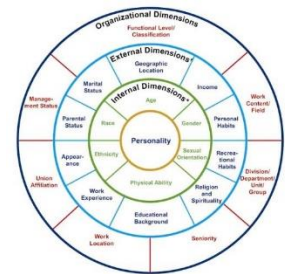 Organizational Dimensions
Functional Level/
Classification
External Dimensions*
Geographic
Location
Marital
Status
Income
Manage-
ment Status
Work
Content/
Field
Internal Dimensions*
Age
Parental
Status
Personal
Habits
Race
Gender
Personality
Appear-
ance
Ethnicity
Sexual
Orientation
Recrea-
tional
Habits
Physical Ability
Union
Affiliation
Division/
Department/
Unit/
Group
Work
Experience
Religion
and
Spirituality
Educational
Background
Work
Location
Seniority